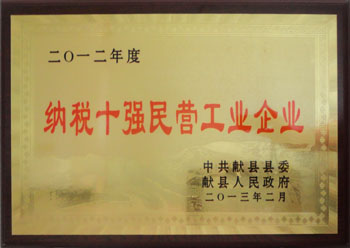 二〇一二年度
纳税十强民营工业企业
中共献县县委
献县人民政府
二〇一三年二月